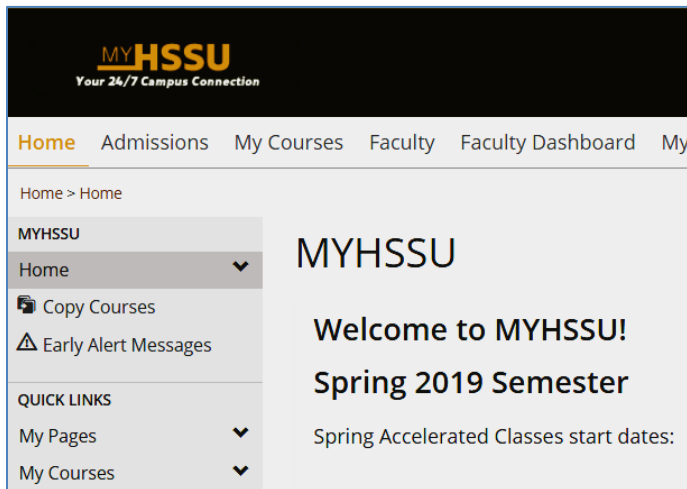 MYHSSU
Your 24/7 Campus Connection
Home Admissions My Courses Faculty Faculty Dashboard My
Home > Home
MYHSSU
Home
Copy Courses
Early Alert Messages
QUICK LINKS
My Pages
My Courses
MYHSSU
Welcome to MYHSSU!
Spring 2019 Semester
Spring Accelerated Classes start dates: